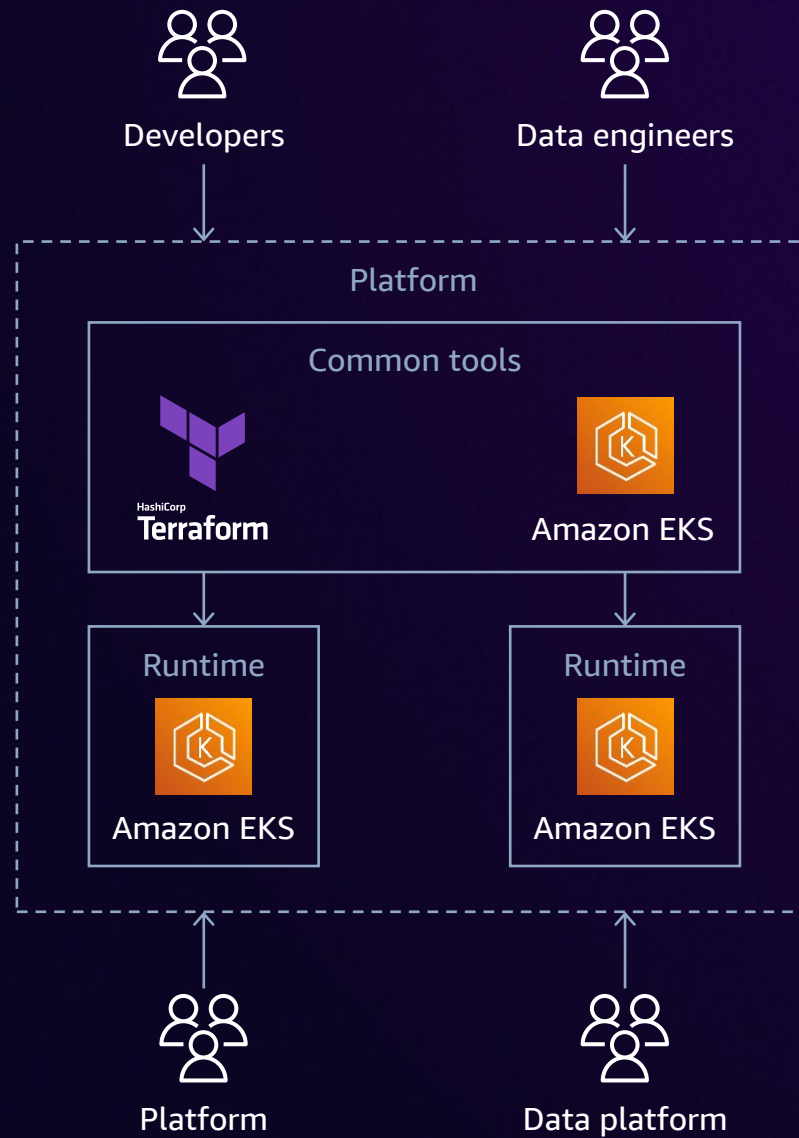 Developers
Data engineers
Platform
Common tools
HashiCorp
Terraform
K
Amazon EKS
Runtime
K
Amazon EKS
Runtime
K
Amazon EKS
Platform
Data platform